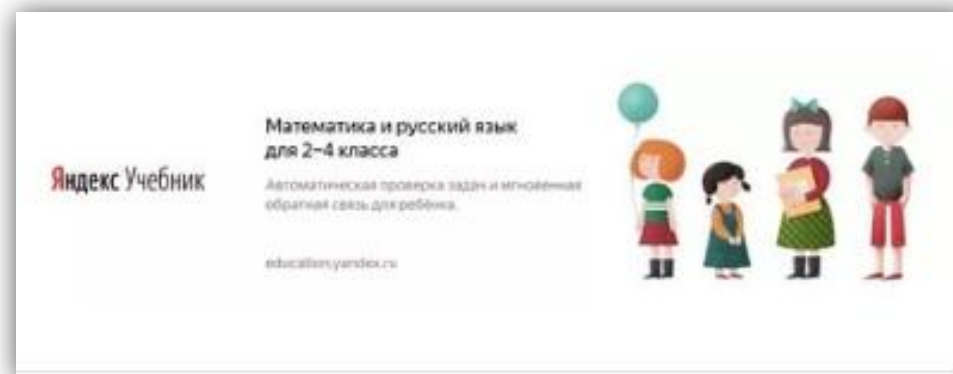 Яндекс Учебник
Математика и русский язык
для 2–4 класса
Автоматическая проверка задач и мгновенная
обратная связь для ребёнка.
education.yandex.ru